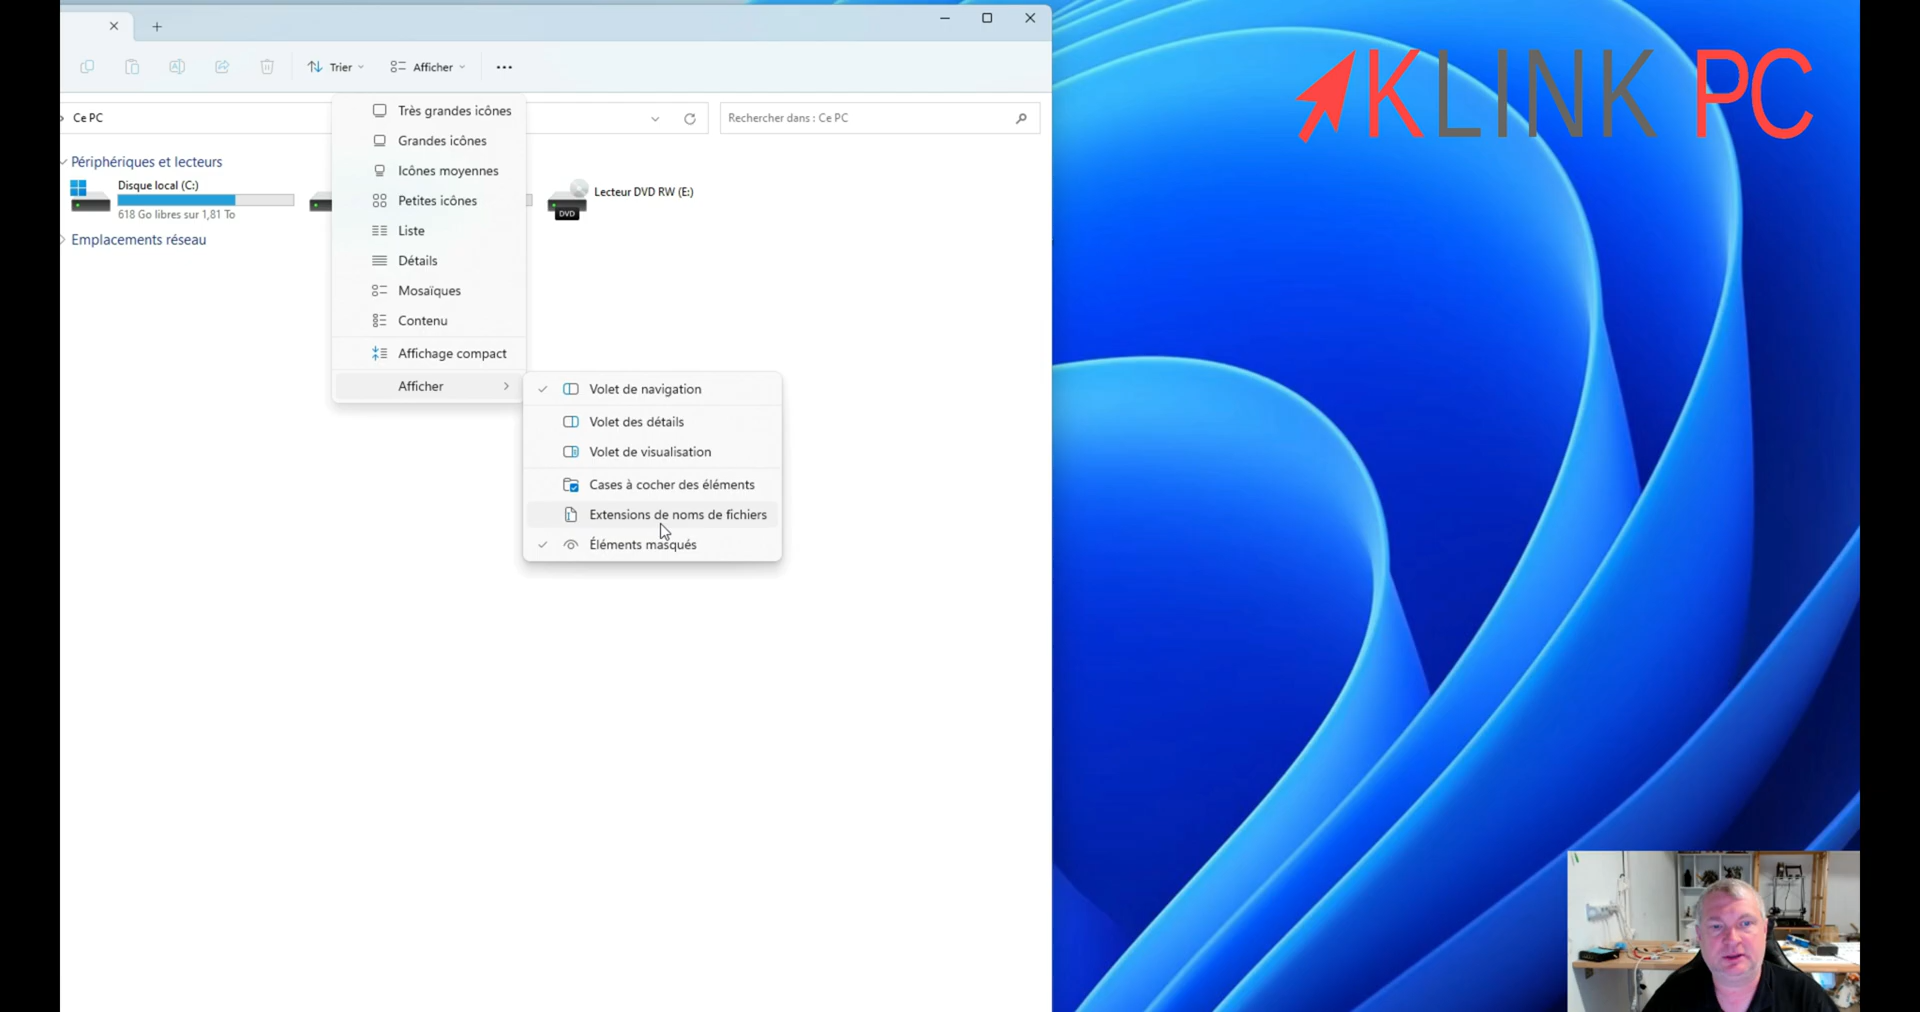 KLINK PC
Trier
Afficher
Ce PC
Rechercher dans : Ce PC
Très grandes icônes
Grandes icônes
Icônes moyennes
Petites icônes
Liste
Détails
Mosaïques
Contenu
Affichage compact
Afficher
Périphériques et lecteurs
Disque local (C:)
618 Go libres sur 1,81 To
Lecteur DVD RW (E:)
DVD
Emplacements réseau
Volet de navigation
Volet des détails
Volet de visualisation
Cases à cocher des éléments
Extensions de noms de fichiers
Éléments masqués